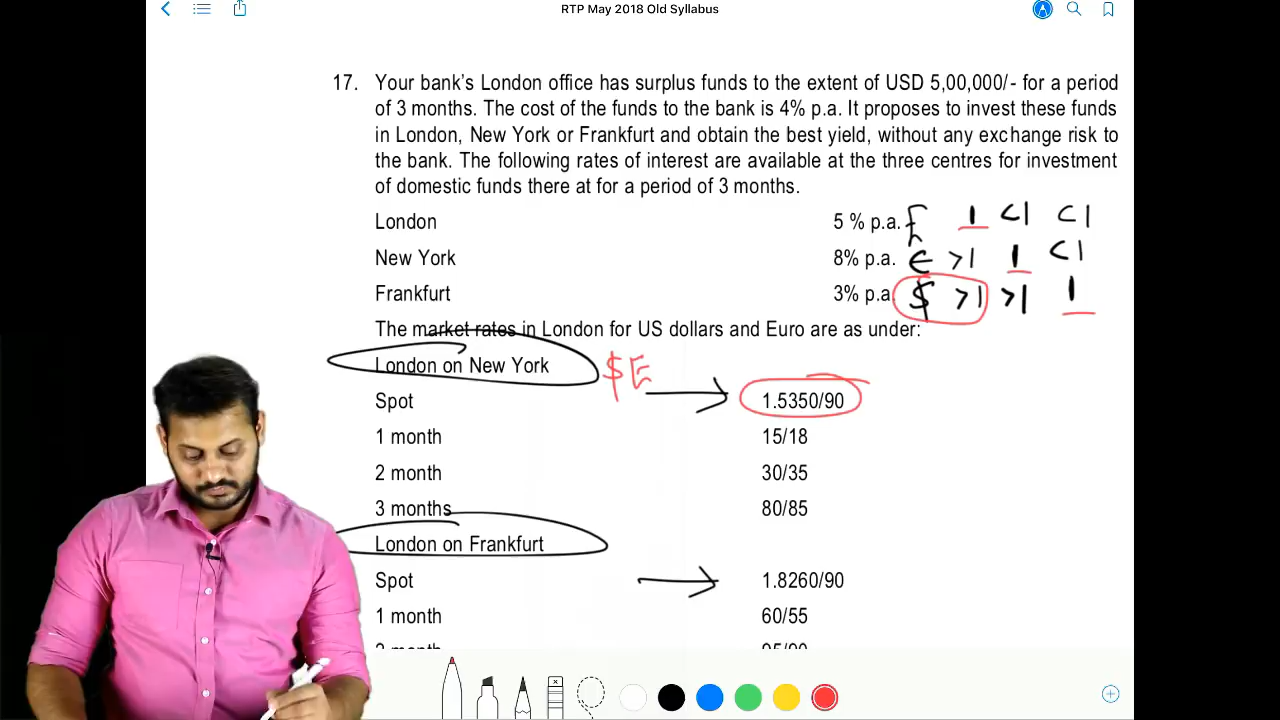 RTP May 2018 Old Syllabus
17. Your bank's London office has surplus funds to the extent of USD 5,00,000/- for a period
of 3 months. The cost of the funds to the bank is 4% p.a. It proposes to invest these funds
in London, New York or Frankfurt and obtain the best yield, without any exchange risk to
the bank. The following rates of interest are available at the three centres for investment
of domestic funds there at for a period of 3 months.
London 5 % p.a. £ 1 <1 <1
New York 8% p.a. € >1 1 <1
Frankfurt 3% p.a. $ >1 >1 1
The market rates in London for US dollars and Euro are as under:
London on New York $£
Spot 1.5350/90
1 month 15/18
2 month 30/35
3 months 80/85
London on Frankfurt
Spot 1.8260/90
1 month 60/55